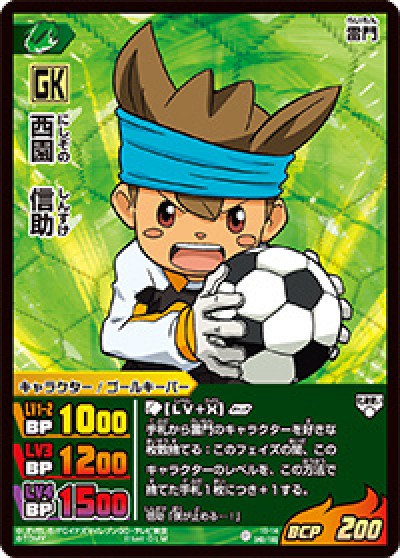 らいもん
雷門
GK
にしぞの
西園
しんすけ
信助
キャラクター / ゴールキーパー
LV1-2 BP 1000
LV3 BP 1200
LV4 BP 1500
[LV+X]
手札から雷門のキャラクターを好きな
枚数捨てる:このフェイズの間、この
キャラクターのレベルを、この方法で
捨てた手札1枚につき+1する。
BCP 200